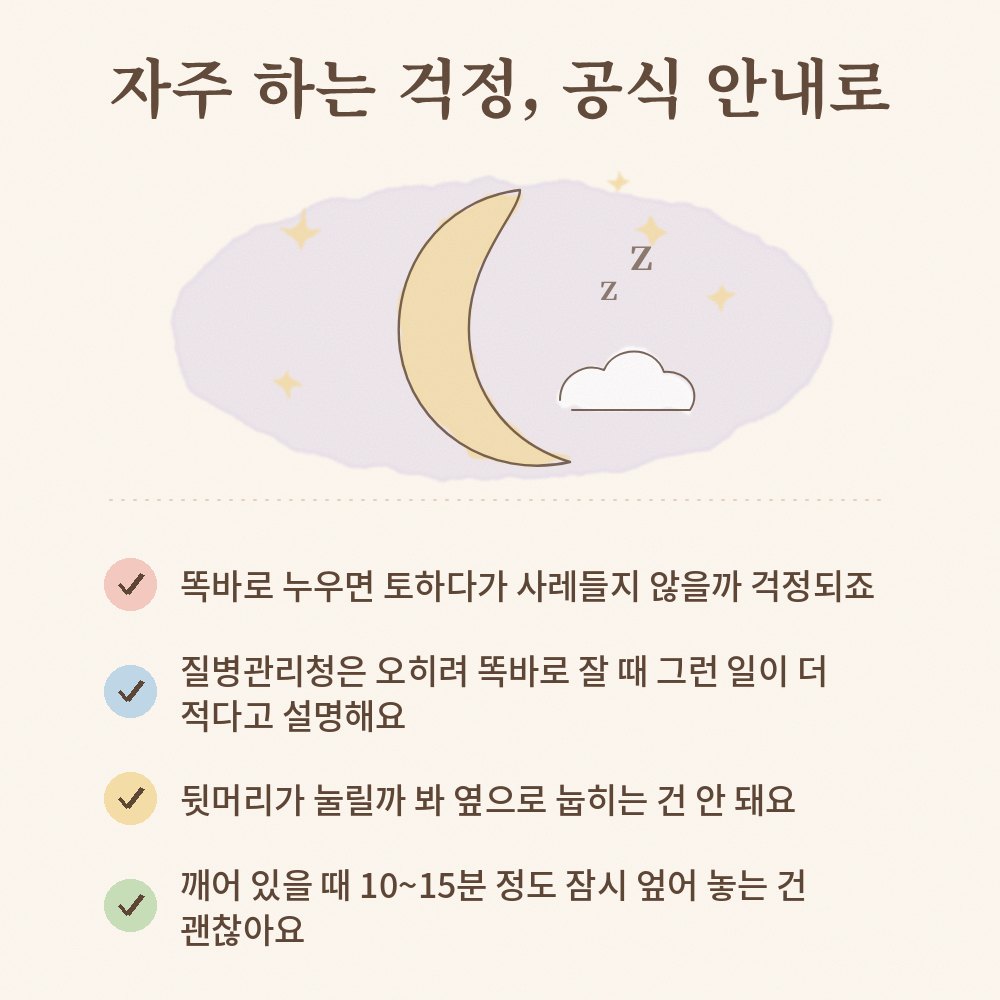 자주 하는 걱정, 공식 안내로
Z
z
똑바로 누우면 토하다가 사레들지 않을까 걱정되죠
질병관리청은 오히려 똑바로 잘 때 그런 일이 더
적다고 설명해요
뒷머리가 눌릴까 봐 옆으로 눕히는 건 안 돼요
깨어 있을 때 10~15분 정도 잠시 엎어 놓는 건
괜찮아요